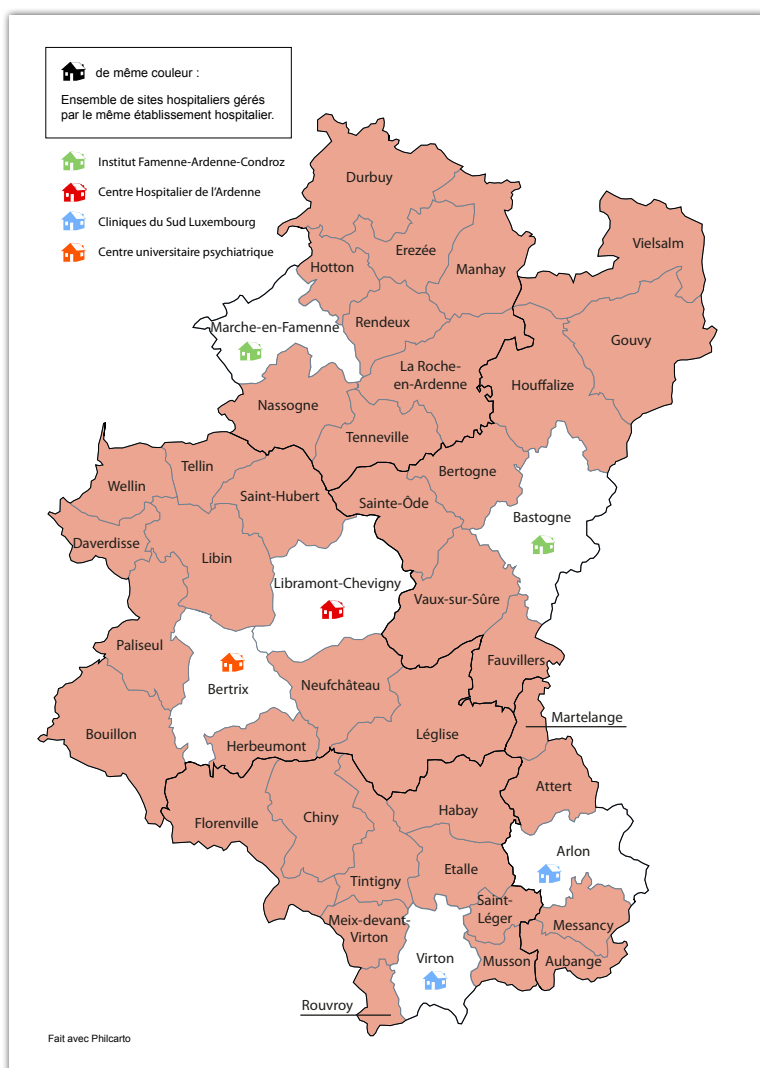 de même couleur :
Ensemble de sites hospitaliers gérés
par le même établissement hospitalier.
Institut Famenne-Ardenne-Condroz
Centre Hospitalier de l'Ardenne
Cliniques du Sud Luxembourg
Centre universitaire psychiatrique
Durbuy
Vielsalm
Erezée
Hotton
Manhay
Marche-en-Famenne
Rendeux
Gouvy
La Roche-
en-Ardenne
Houffalize
Nassogne
Tenneville
Bertogne
Tellin
Wellin
Saint-Hubert
Sainte-Ôde
Bastogne
Daverdisse
Libin
Libramont-Chevigny
Vaux-sur-Sûre
Paliseul
Fauvillers
Bertrix
Neufchâteau
Martelange
Bouillon
Léglise
Herbeumont
Attert
Florenville
Chiny
Habay
Arlon
Etalle
Tintigny
Saint-
Léger
Meix-devant-
Virton
Messancy
Virton
Musson
Aubange
Rouvroy
Fait avec Philcarto